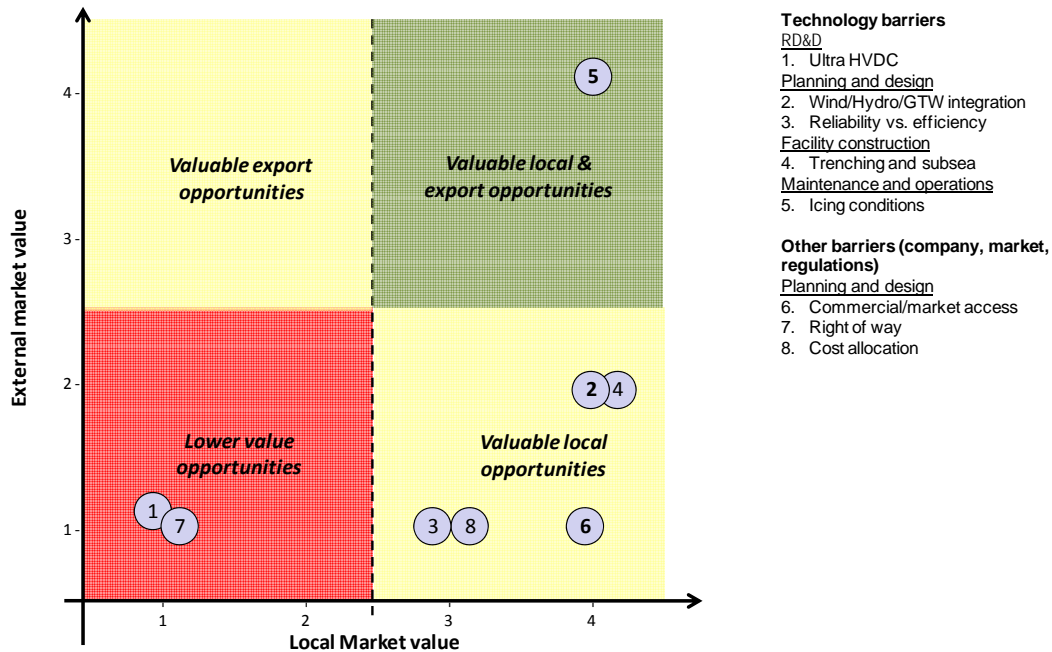 External market value
4
3
2
1
Valuable export
opportunities
Valuable local &
export opportunities
Lower value
opportunities
Valuable local
opportunities
5
2
4
1
7
3
8
6
1
2
3
4
Local Market value
Technology barriers
RD&D
1. Ultra HVDC
Planning and design
2. Wind/Hydro/GTW integration
3. Reliability vs. efficiency
Facility construction
4. Trenching and subsea
Maintenance and operations
5. Icing conditions
Other barriers (company, market,
regulations)
Planning and design
6. Commercial/market access
7. Right of way
8. Cost allocation